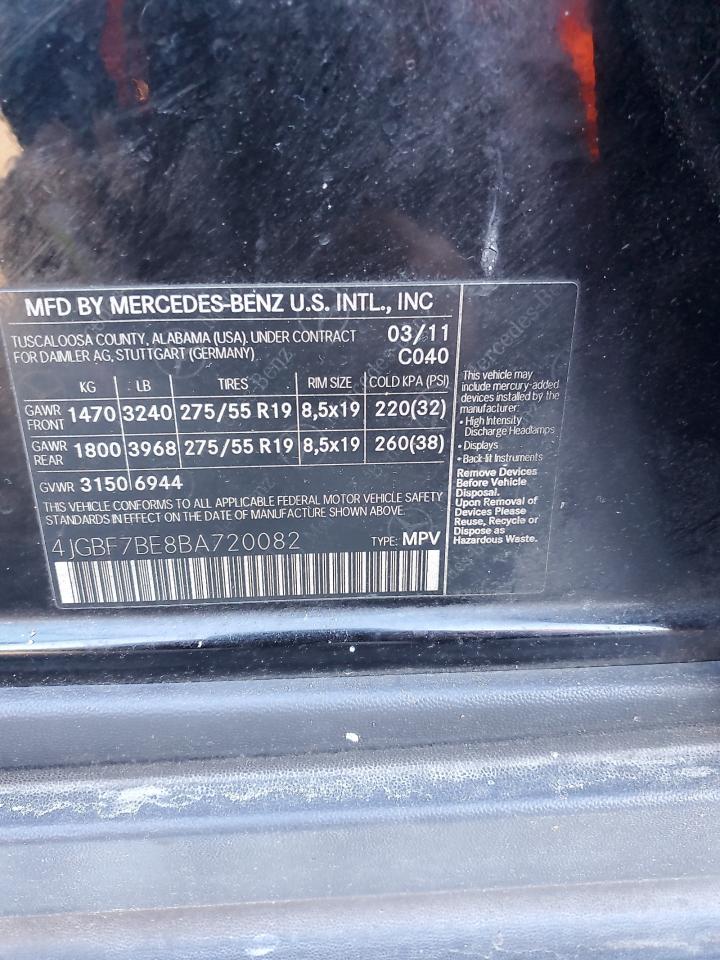 MFD BY MERCEDES-BENZ U.S. INTL., INC
TUSCALOOSA COUNTY, ALABAMA (USA). UNDER CONTRACT 03/11
FOR DAIMLER AG, STUTTGART (GERMANY) C040
KG LB TIRES RIM SIZE COLD KPA (PSI)
GAWR FRONT 1470 3240 275/55 R19 8,5x19 220(32)
GAWR REAR 1800 3968 275/55 R19 8,5x19 260(38)
GVWR 3150 6944
THIS VEHICLE CONFORMS TO ALL APPLICABLE FEDERAL MOTOR VEHICLE SAFETY
STANDARDS IN EFFECT ON THE DATE OF MANUFACTURE SHOWN ABOVE.
4JGBF7BE8BA720082 TYPE: MPV
This vehicle may
include mercury-added
devices installed by the
manufacturer:
• High Intensity
Discharge Headlamps
• Displays
• Back-lit Instruments
Remove Devices
Before Vehicle
Disposal.
Upon Removal of
Devices Please
Reuse, Recycle or
Dispose as
Hazardous Waste.